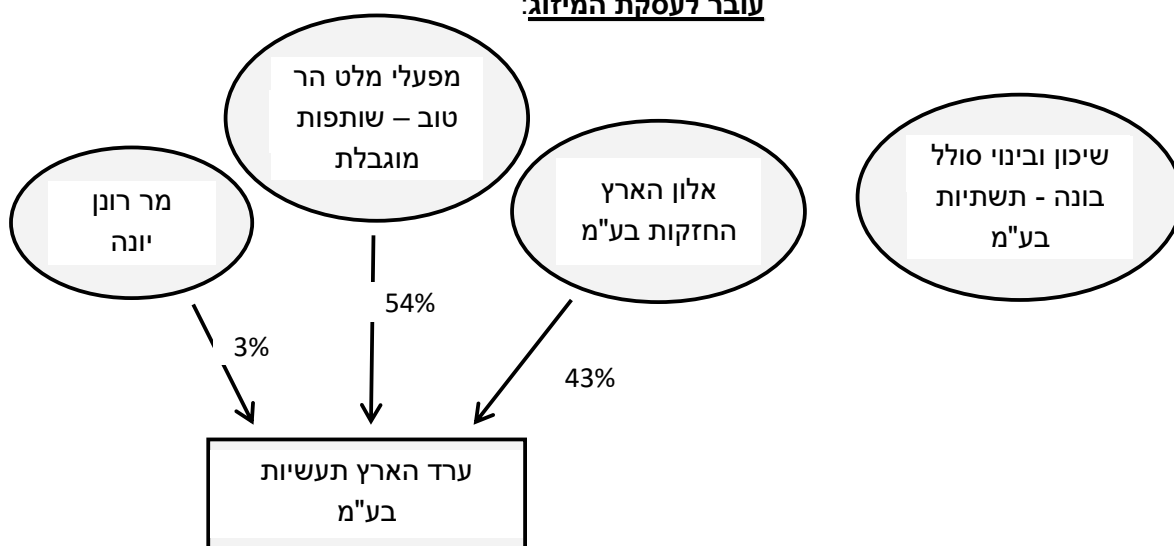 עובר לעסקת המיזוג:
מפעלי מלט הר
טוב – שותפות
מוגבלת
שיכון ובינוי סולל
בונה - תשתיות
בע"מ
אלון הארץ
החזקות בע"מ
מר רונן
יונה
54%
3%
43%
ערד הארץ תעשיות
בע"מ